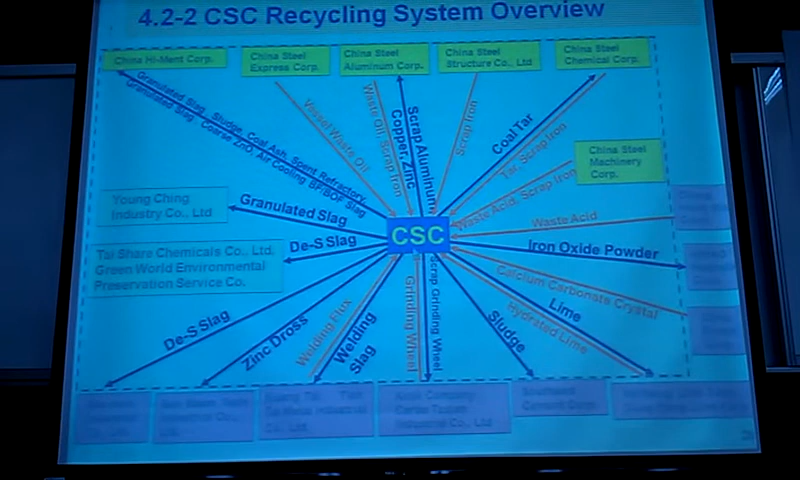 4.2-2 CSC Recycling System Overview
China Hi-Ment Corp.
China Steel
Express Corp.
China Steel
Aluminum Corp.
China Steel
Structure Co., Ltd
China Steel
Chemical Corp.
Granulated Slag, Sludge, Coal Ash, Spent Refractory,
Granulated Slag, Coarse ZnO, Air Cooling BF/BOF Slag
Vessel Waste Oil
Waste Oil, Scrap Iron
Copper, Zinc
Scrap Aluminum
Scrap Iron
Coal Tar
Tar, Scrap Iron
China Steel
Machinery
Corp.
Waste Acid, Scrap Iron
Young Ching
Industry Co., Ltd
Granulated Slag
Waste Acid
CSC
De-S Slag
Iron Oxide Powder
Tai Share Chemicals Co., Ltd.
Green World Environmental
Preservation Service Co.
Calcium Carbonate Crystal
De-S Slag
Zinc Dross
Welding Flux
Welding
Slag
Grinding Wheel
Scrap Grinding Wheel
Sludge
Lime
Hydrated Lime